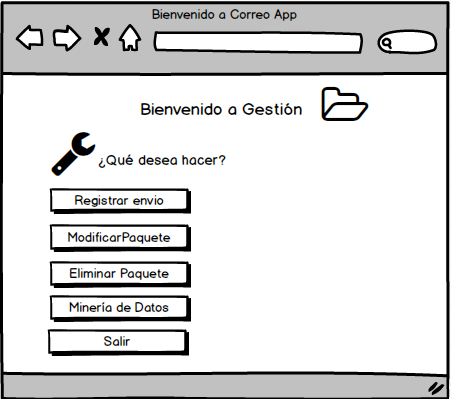 Bienvenido a Correo App
Bienvenido a Gestión
¿Qué desea hacer?
Registrar envio
ModificarPaquete
Eliminar Paquete
Minería de Datos
Salir